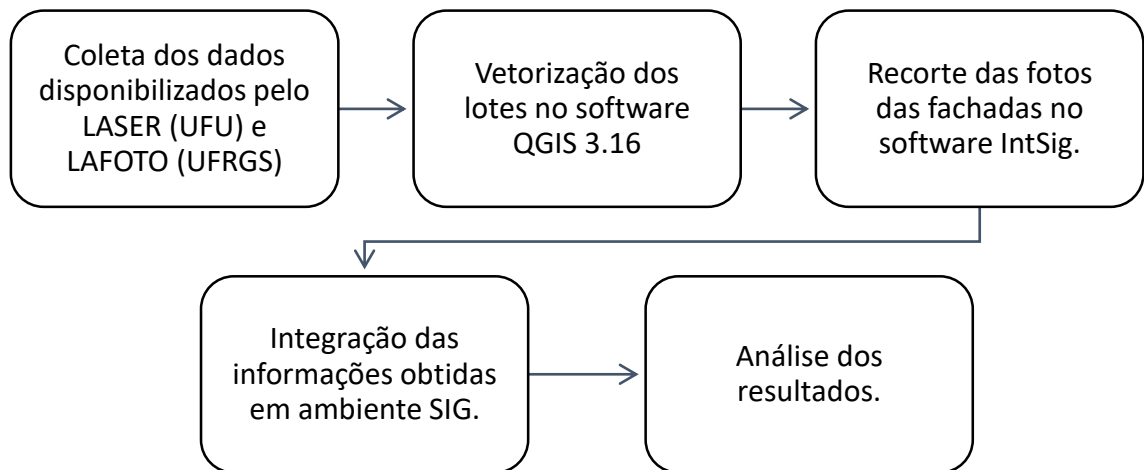 Coleta dos dados
disponibilizados pelo
LASER (UFU) e
LAFOTO (UFRGS)
Vetorização dos
lotes no software
QGIS 3.16
Recorte das fotos
das fachadas no
software IntSig.
Integração das
informações obtidas
em ambiente SIG.
Análise dos
resultados.